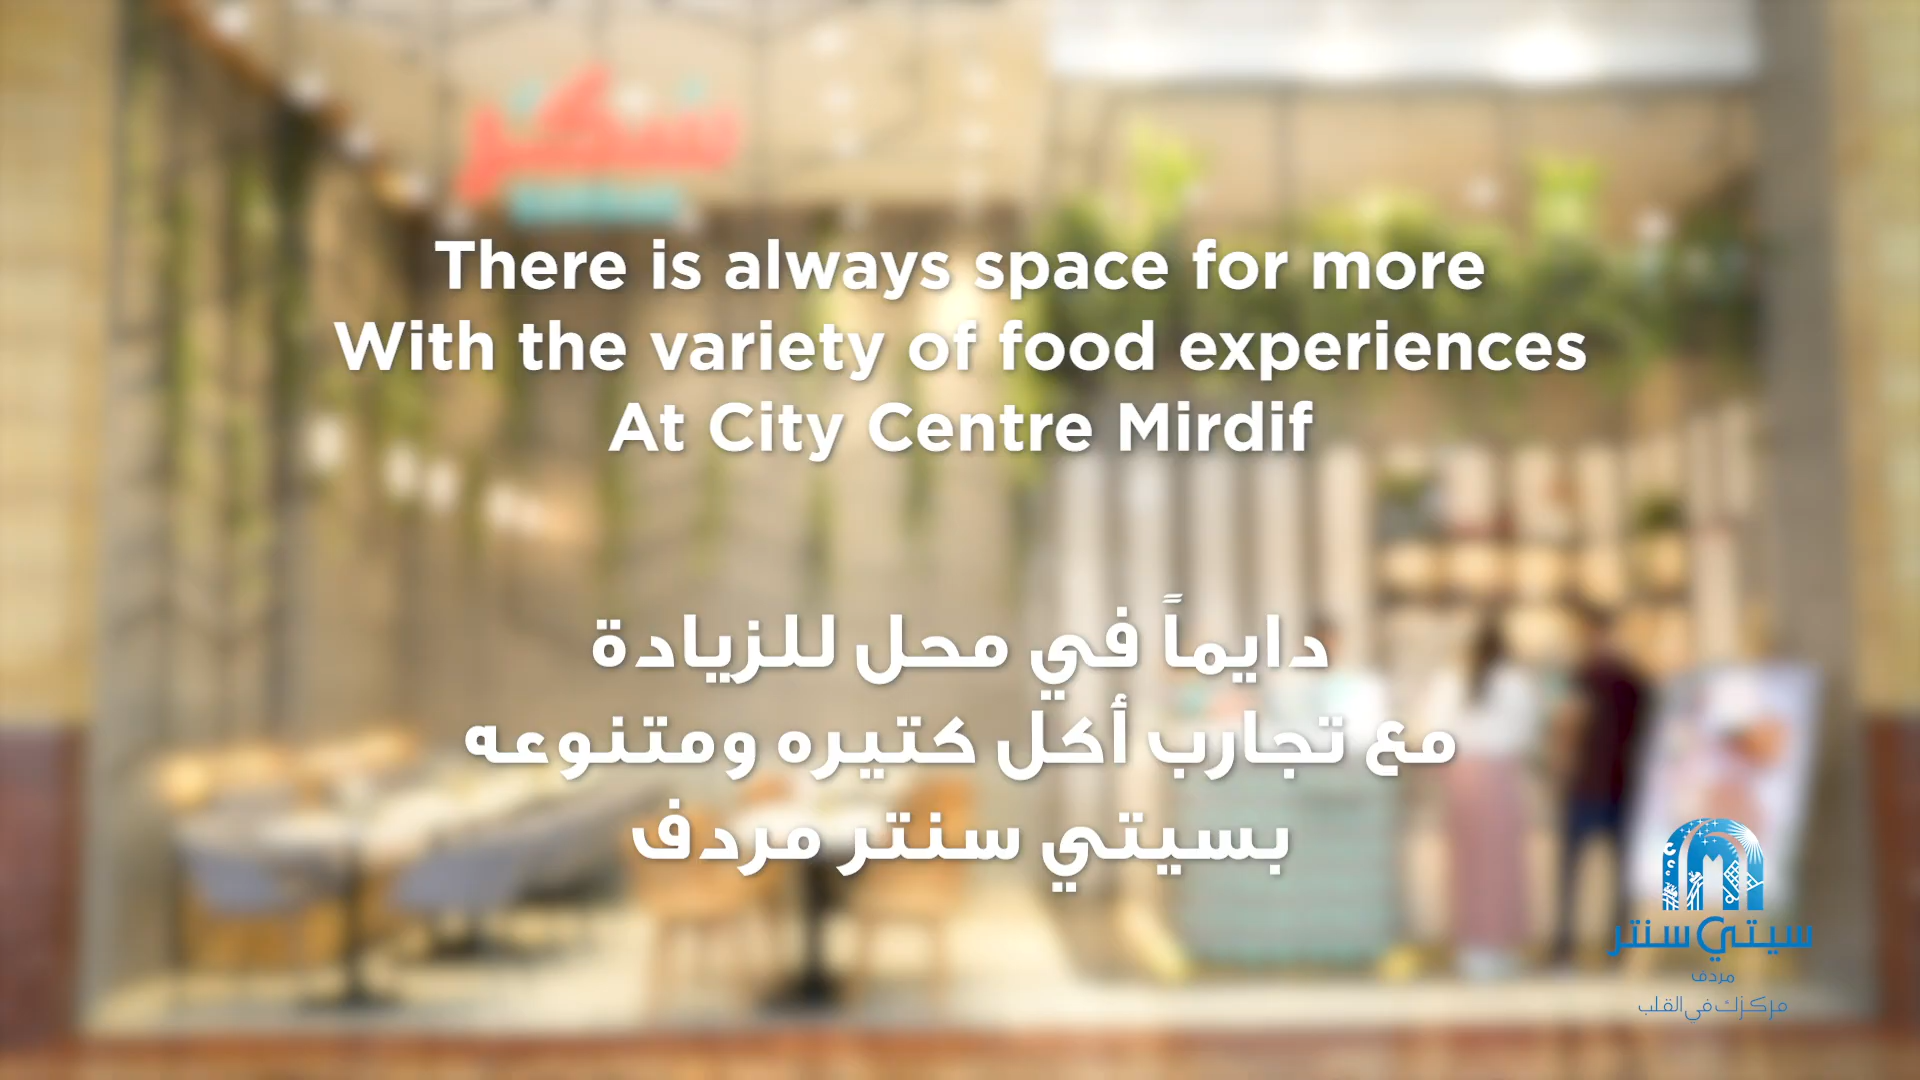 There is always space for more
With the variety of food experiences
At City Centre Mirdif
دايماً في محل للزيادة
مع تجارب أكل كتيره ومتنوعه
بسيتي سنتر مردف
سيتي سنتر
مردف
مركزك في القلب